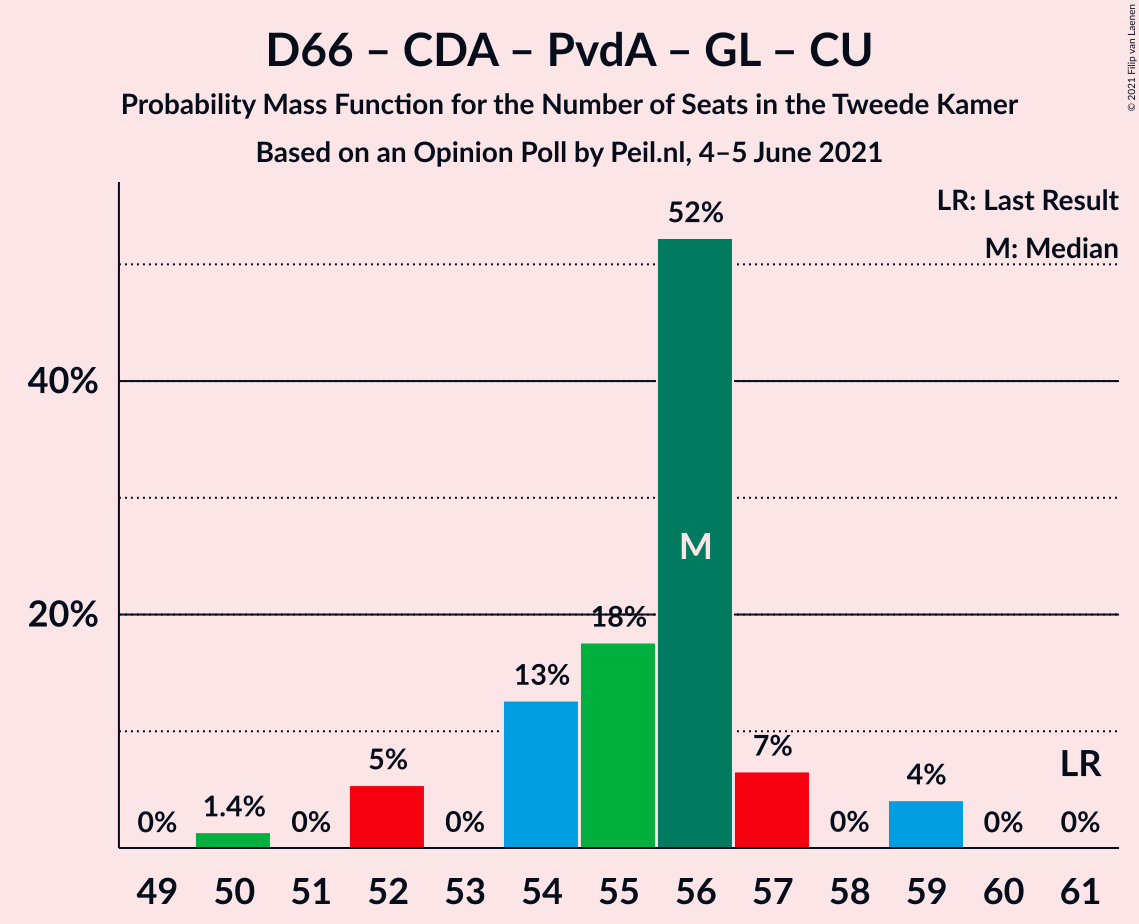 D66 – CDA – PvdA – GL – CU
Probability Mass Function for the Number of Seats in the Tweede Kamer
Based on an Opinion Poll by Peil.nl, 4–5 June 2021
© 2021 Filip van Laenen
LR: Last Result
M: Median
40%
20%
0%
1.4%
0%
5%
0%
13%
18%
52%
M
7%
0%
4%
0%
LR
0%
49 50 51 52 53 54 55 56 57 58 59 60 61